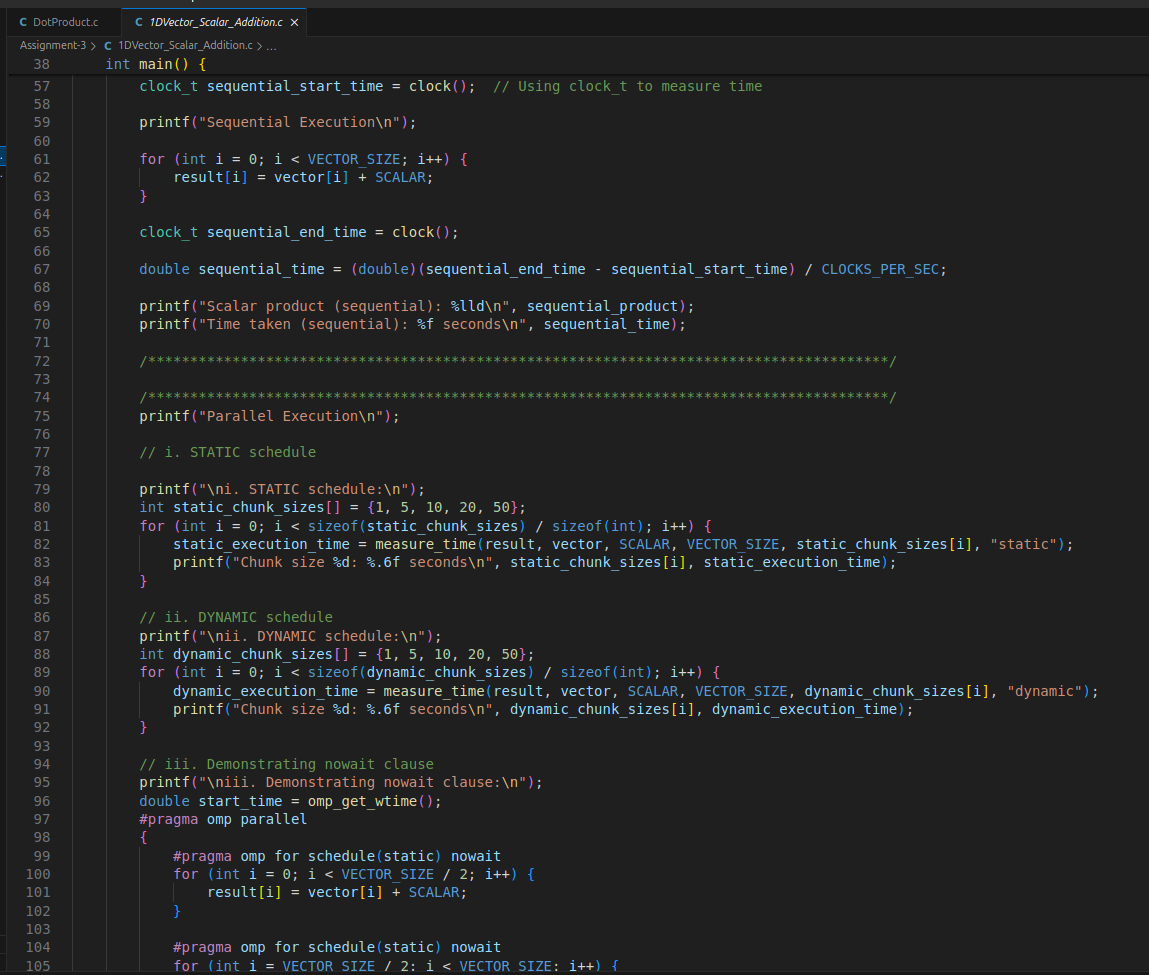 C DotProduct.c
C 1DVector_Scalar_Addition.c ×
Assignment-3 > C 1DVector_Scalar_Addition.c > ...
38 int main() {
57 clock_t sequential_start_time = clock(); // Using clock_t to measure time
58
59 printf("Sequential Execution\n");
60
61 for (int i = 0; i < VECTOR_SIZE; i++) {
62 result[i] = vector[i] + SCALAR;
63 }
64
65 clock_t sequential_end_time = clock();
66
67 double sequential_time = (double)(sequential_end_time - sequential_start_time) / CLOCKS_PER_SEC;
68
69 printf("Scalar product (sequential): %lld\n", sequential_product);
70 printf("Time taken (sequential): %f seconds\n", sequential_time);
71
72 /****************************************************************************************/
73
74 /****************************************************************************************/
75 printf("Parallel Execution\n");
76
77 // i. STATIC schedule
78
79 printf("\ni. STATIC schedule:\n");
80 int static_chunk_sizes[] = {1, 5, 10, 20, 50};
81 for (int i = 0; i < sizeof(static_chunk_sizes) / sizeof(int); i++) {
82 static_execution_time = measure_time(result, vector, SCALAR, VECTOR_SIZE, static_chunk_sizes[i], "static");
83 printf("Chunk size %d: %.6f seconds\n", static_chunk_sizes[i], static_execution_time);
84 }
85
86 // ii. DYNAMIC schedule
87 printf("\nii. DYNAMIC schedule:\n");
88 int dynamic_chunk_sizes[] = {1, 5, 10, 20, 50};
89 for (int i = 0; i < sizeof(dynamic_chunk_sizes) / sizeof(int); i++) {
90 dynamic_execution_time = measure_time(result, vector, SCALAR, VECTOR_SIZE, dynamic_chunk_sizes[i], "dynamic");
91 printf("Chunk size %d: %.6f seconds\n", dynamic_chunk_sizes[i], dynamic_execution_time);
92 }
93
94 // iii. Demonstrating nowait clause
95 printf("\niii. Demonstrating nowait clause:\n");
96 double start_time = omp_get_wtime();
97 #pragma omp parallel
98 {
99 #pragma omp for schedule(static) nowait
100 for (int i = 0; i < VECTOR_SIZE / 2; i++) {
101 result[i] = vector[i] + SCALAR;
102 }
103
104 #pragma omp for schedule(static) nowait
105 for (int i = VECTOR_SIZE / 2; i < VECTOR_SIZE; i++) {